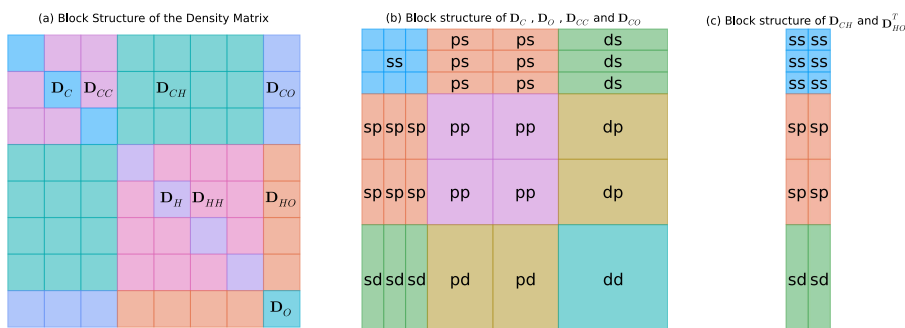 (a) Block Structure of the Density Matrix
D_C D_CC D_CH D_CO
D_H D_HH D_HO
D_O
(b) Block structure of D_C , D_O , D_CC and D_CO
ps ps ds
ss ps ps ds
ps ps ds
sp sp sp pp pp dp
sp sp sp pp pp dp
sd sd sd pd pd dd
(c) Block structure of D_CH and D_HO^T
ss ss
ss ss
ss ss
sp sp
sp sp
sd sd